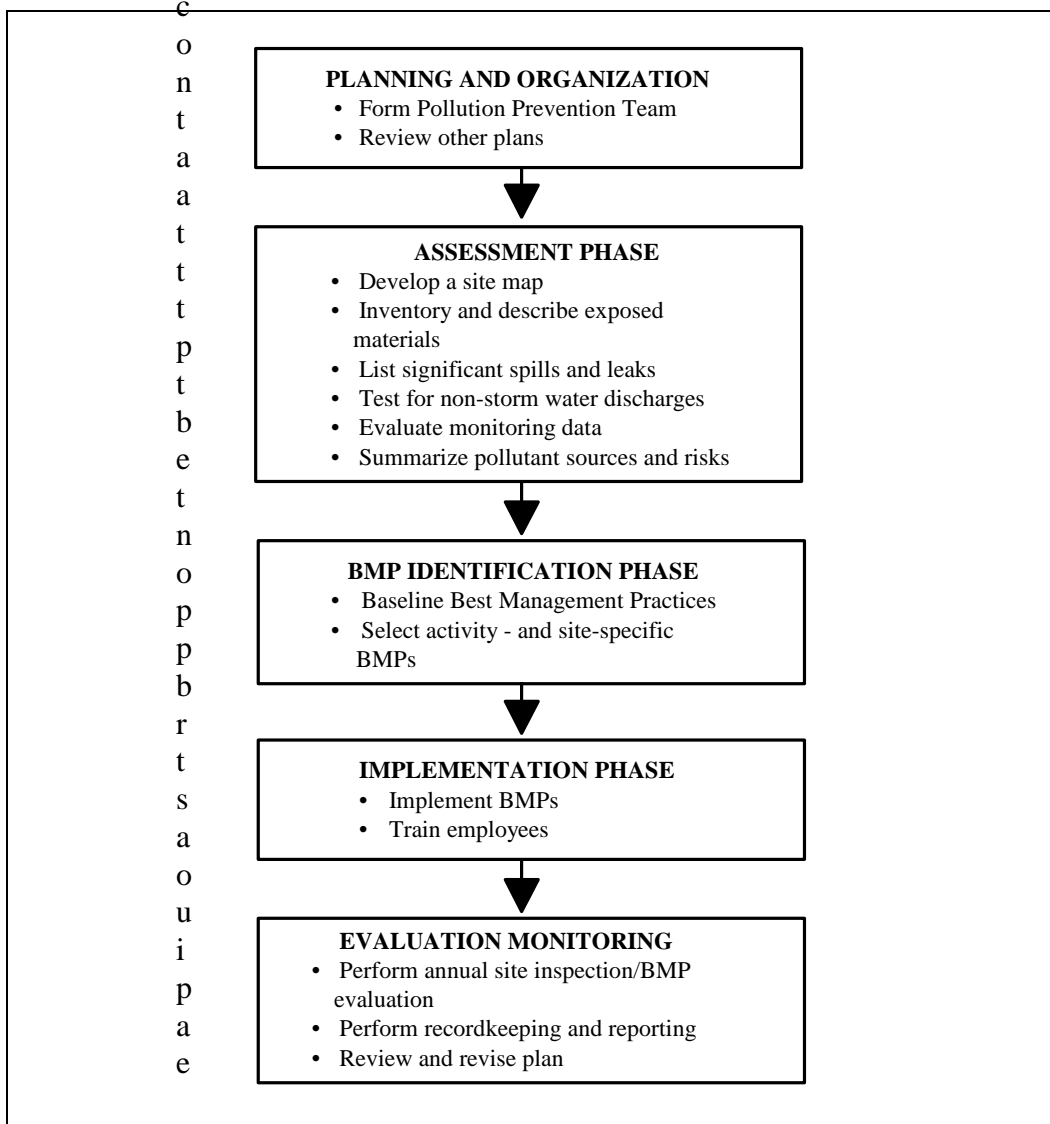 c
o
n
t
a
a
t
t
t
p
t
b
e
t
n
o
p
p
b
r
t
s
a
o
u
i
p
a
e
PLANNING AND ORGANIZATION
• Form Pollution Prevention Team
• Review other plans
ASSESSMENT PHASE
• Develop a site map
• Inventory and describe exposed
materials
• List significant spills and leaks
• Test for non-storm water discharges
• Evaluate monitoring data
• Summarize pollutant sources and risks
BMP IDENTIFICATION PHASE
• Baseline Best Management Practices
• Select activity - and site-specific
BMPs
IMPLEMENTATION PHASE
• Implement BMPs
• Train employees
EVALUATION MONITORING
• Perform annual site inspection/BMP
evaluation
• Perform recordkeeping and reporting
• Review and revise plan